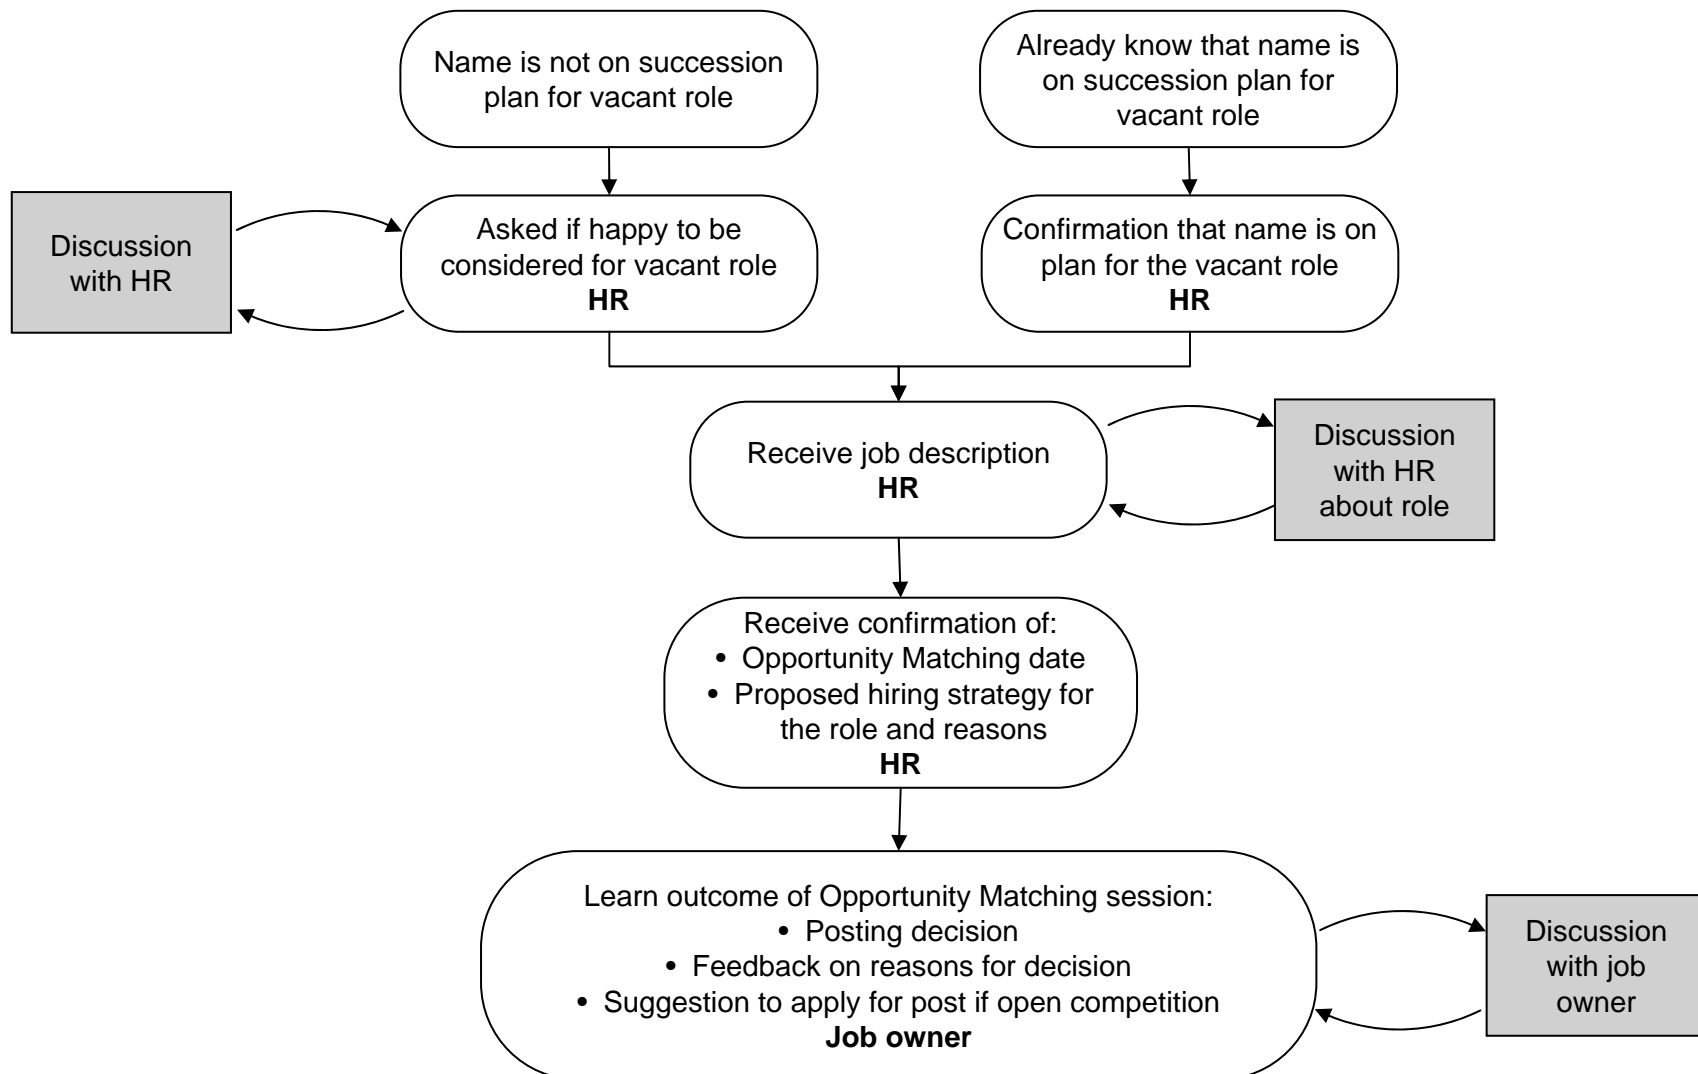 Name is not on succession
plan for vacant role
Already know that name is
on succession plan for
vacant role
Discussion
with HR
Asked if happy to be
considered for vacant role
HR
Confirmation that name is on
plan for the vacant role
HR
Receive job description
HR
Discussion
with HR
about role
Receive confirmation of:
• Opportunity Matching date
• Proposed hiring strategy for
the role and reasons
HR
Learn outcome of Opportunity Matching session:
• Posting decision
• Feedback on reasons for decision
• Suggestion to apply for post if open competition
Job owner
Discussion
with job
owner